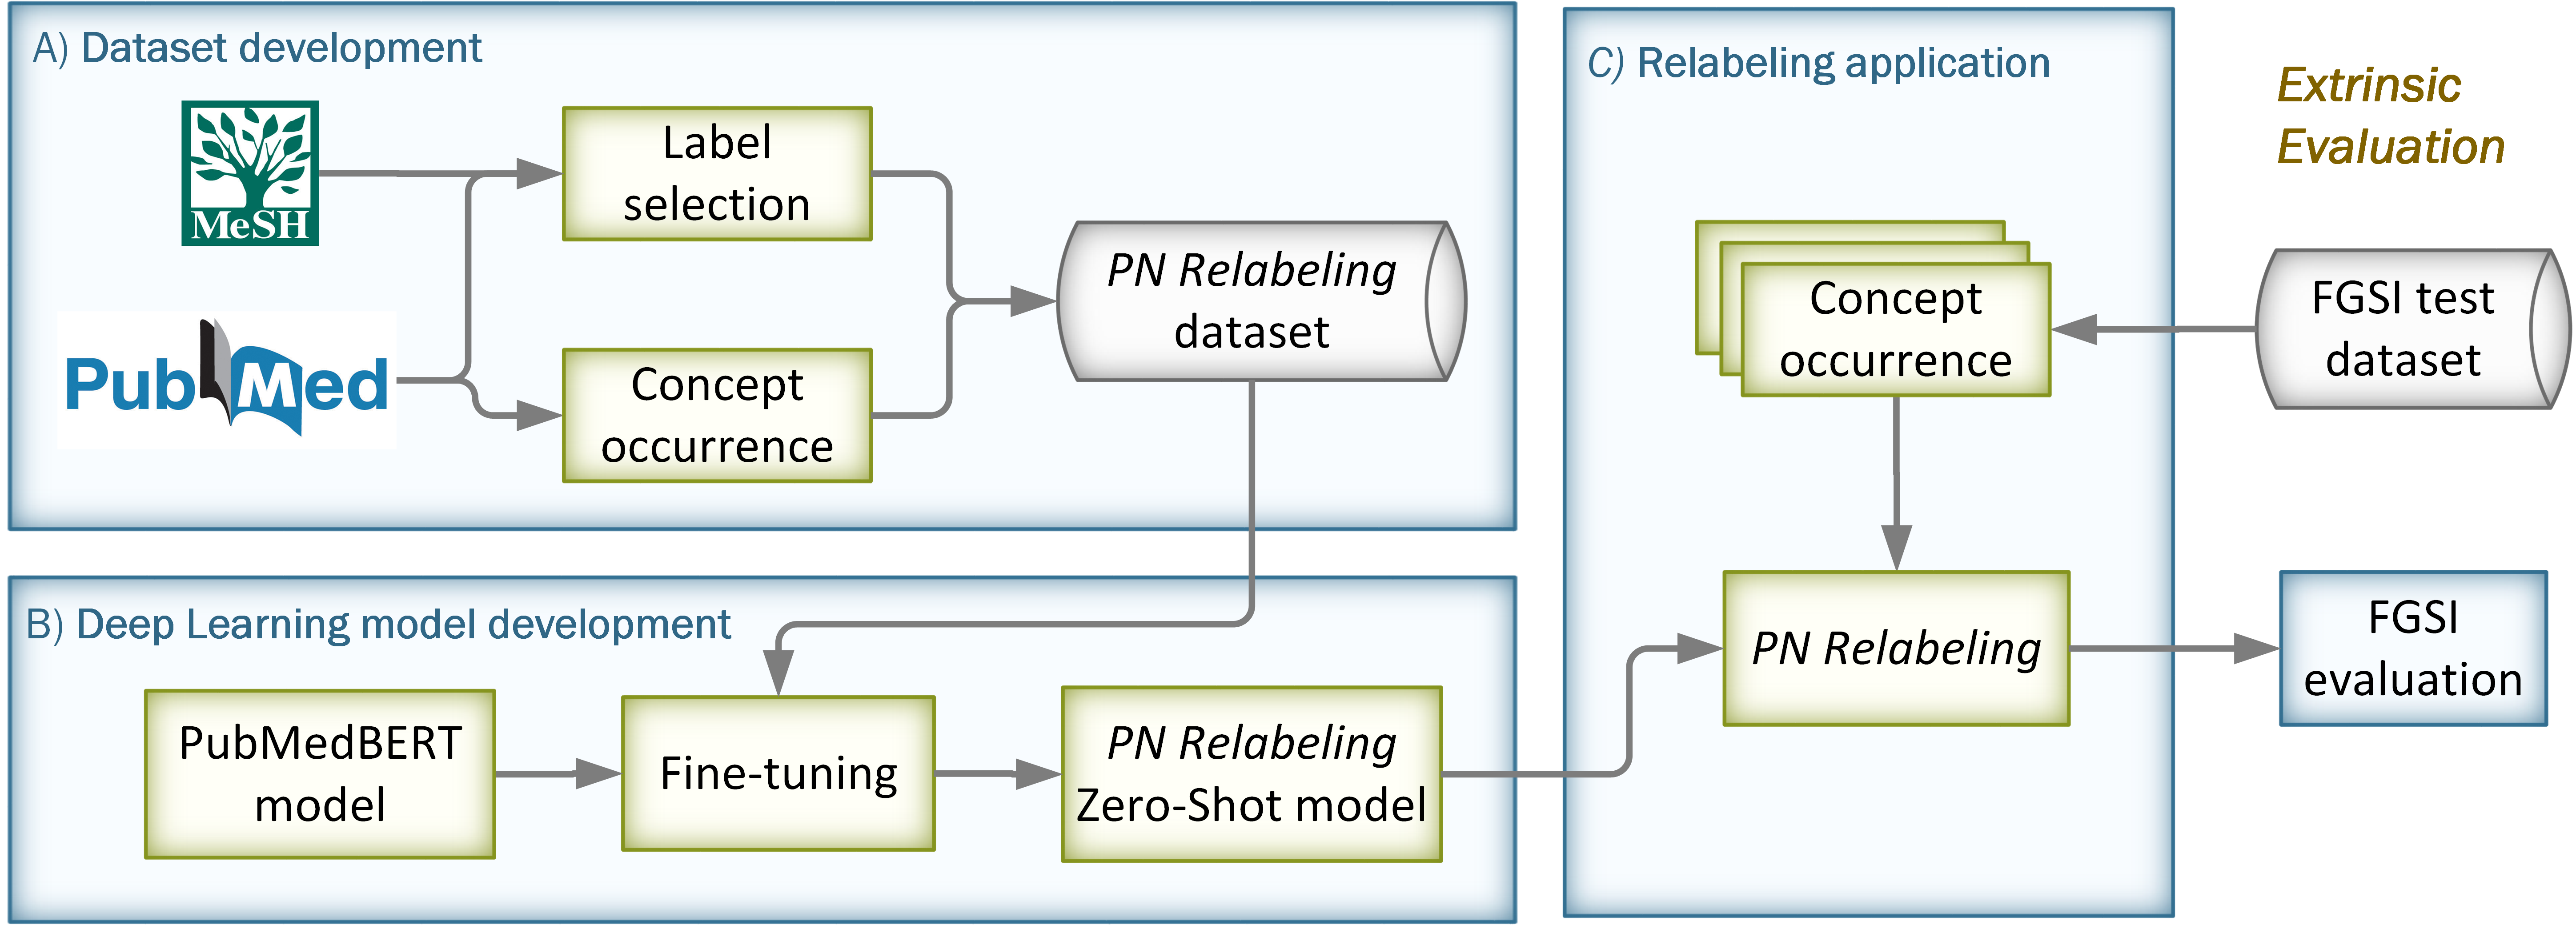 A) Dataset development
MeSH
PubMed
Label
selection
Concept
occurrence
PN Relabeling
dataset
B) Deep Learning model development
PubMedBERT
model
Fine-tuning
PN Relabeling
Zero-Shot model
C) Relabeling application
Concept
occurrence
PN Relabeling
Extrinsic
Evaluation
FGSI test
dataset
FGSI
evaluation